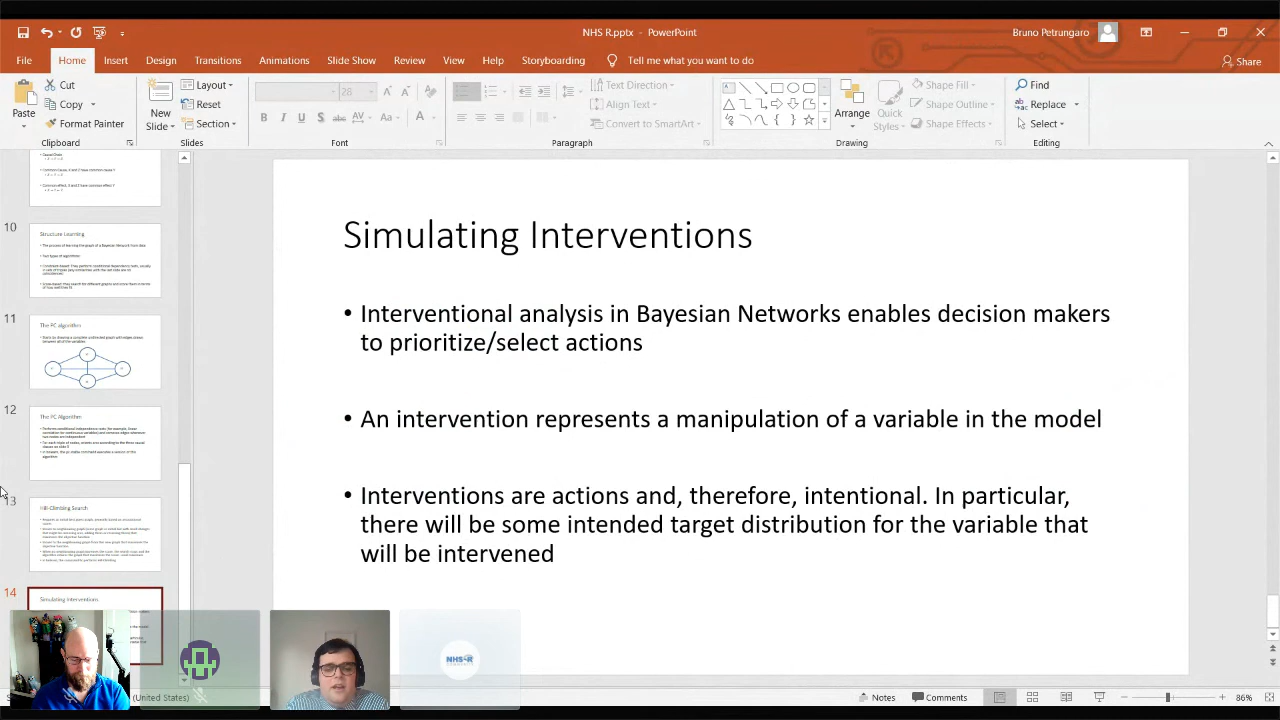 NHS R.pptx - PowerPoint
Bruno Petrungaro
File Home Insert Design Transitions Animations Slide Show Review View Help Storyboarding Tell me what you want to do
Share
Paste
Cut
Copy
Format Painter
Clipboard
New
Slide
Layout
Reset
Section
Slides
28
B I U S abc AV Aa A
Font
Text Direction
Align Text
Convert to SmartArt
Paragraph
Arrange
Quick
Styles
Shape Fill
Shape Outline
Shape Effects
Drawing
Find
Replace
Select
Editing
10
Structure Learning
11
The PC algorithm
12
The PC Algorithm
13
Hill-Climbing Search
14
Simulating Interventions
Simulating Interventions
• Interventional analysis in Bayesian Networks enables decision makers
to prioritize/select actions
• An intervention represents a manipulation of a variable in the model
• Interventions are actions and, therefore, intentional. In particular,
there will be some intended target distribution for the variable that
will be intervened
NHS-R
(United States)
Notes
Comments
86%